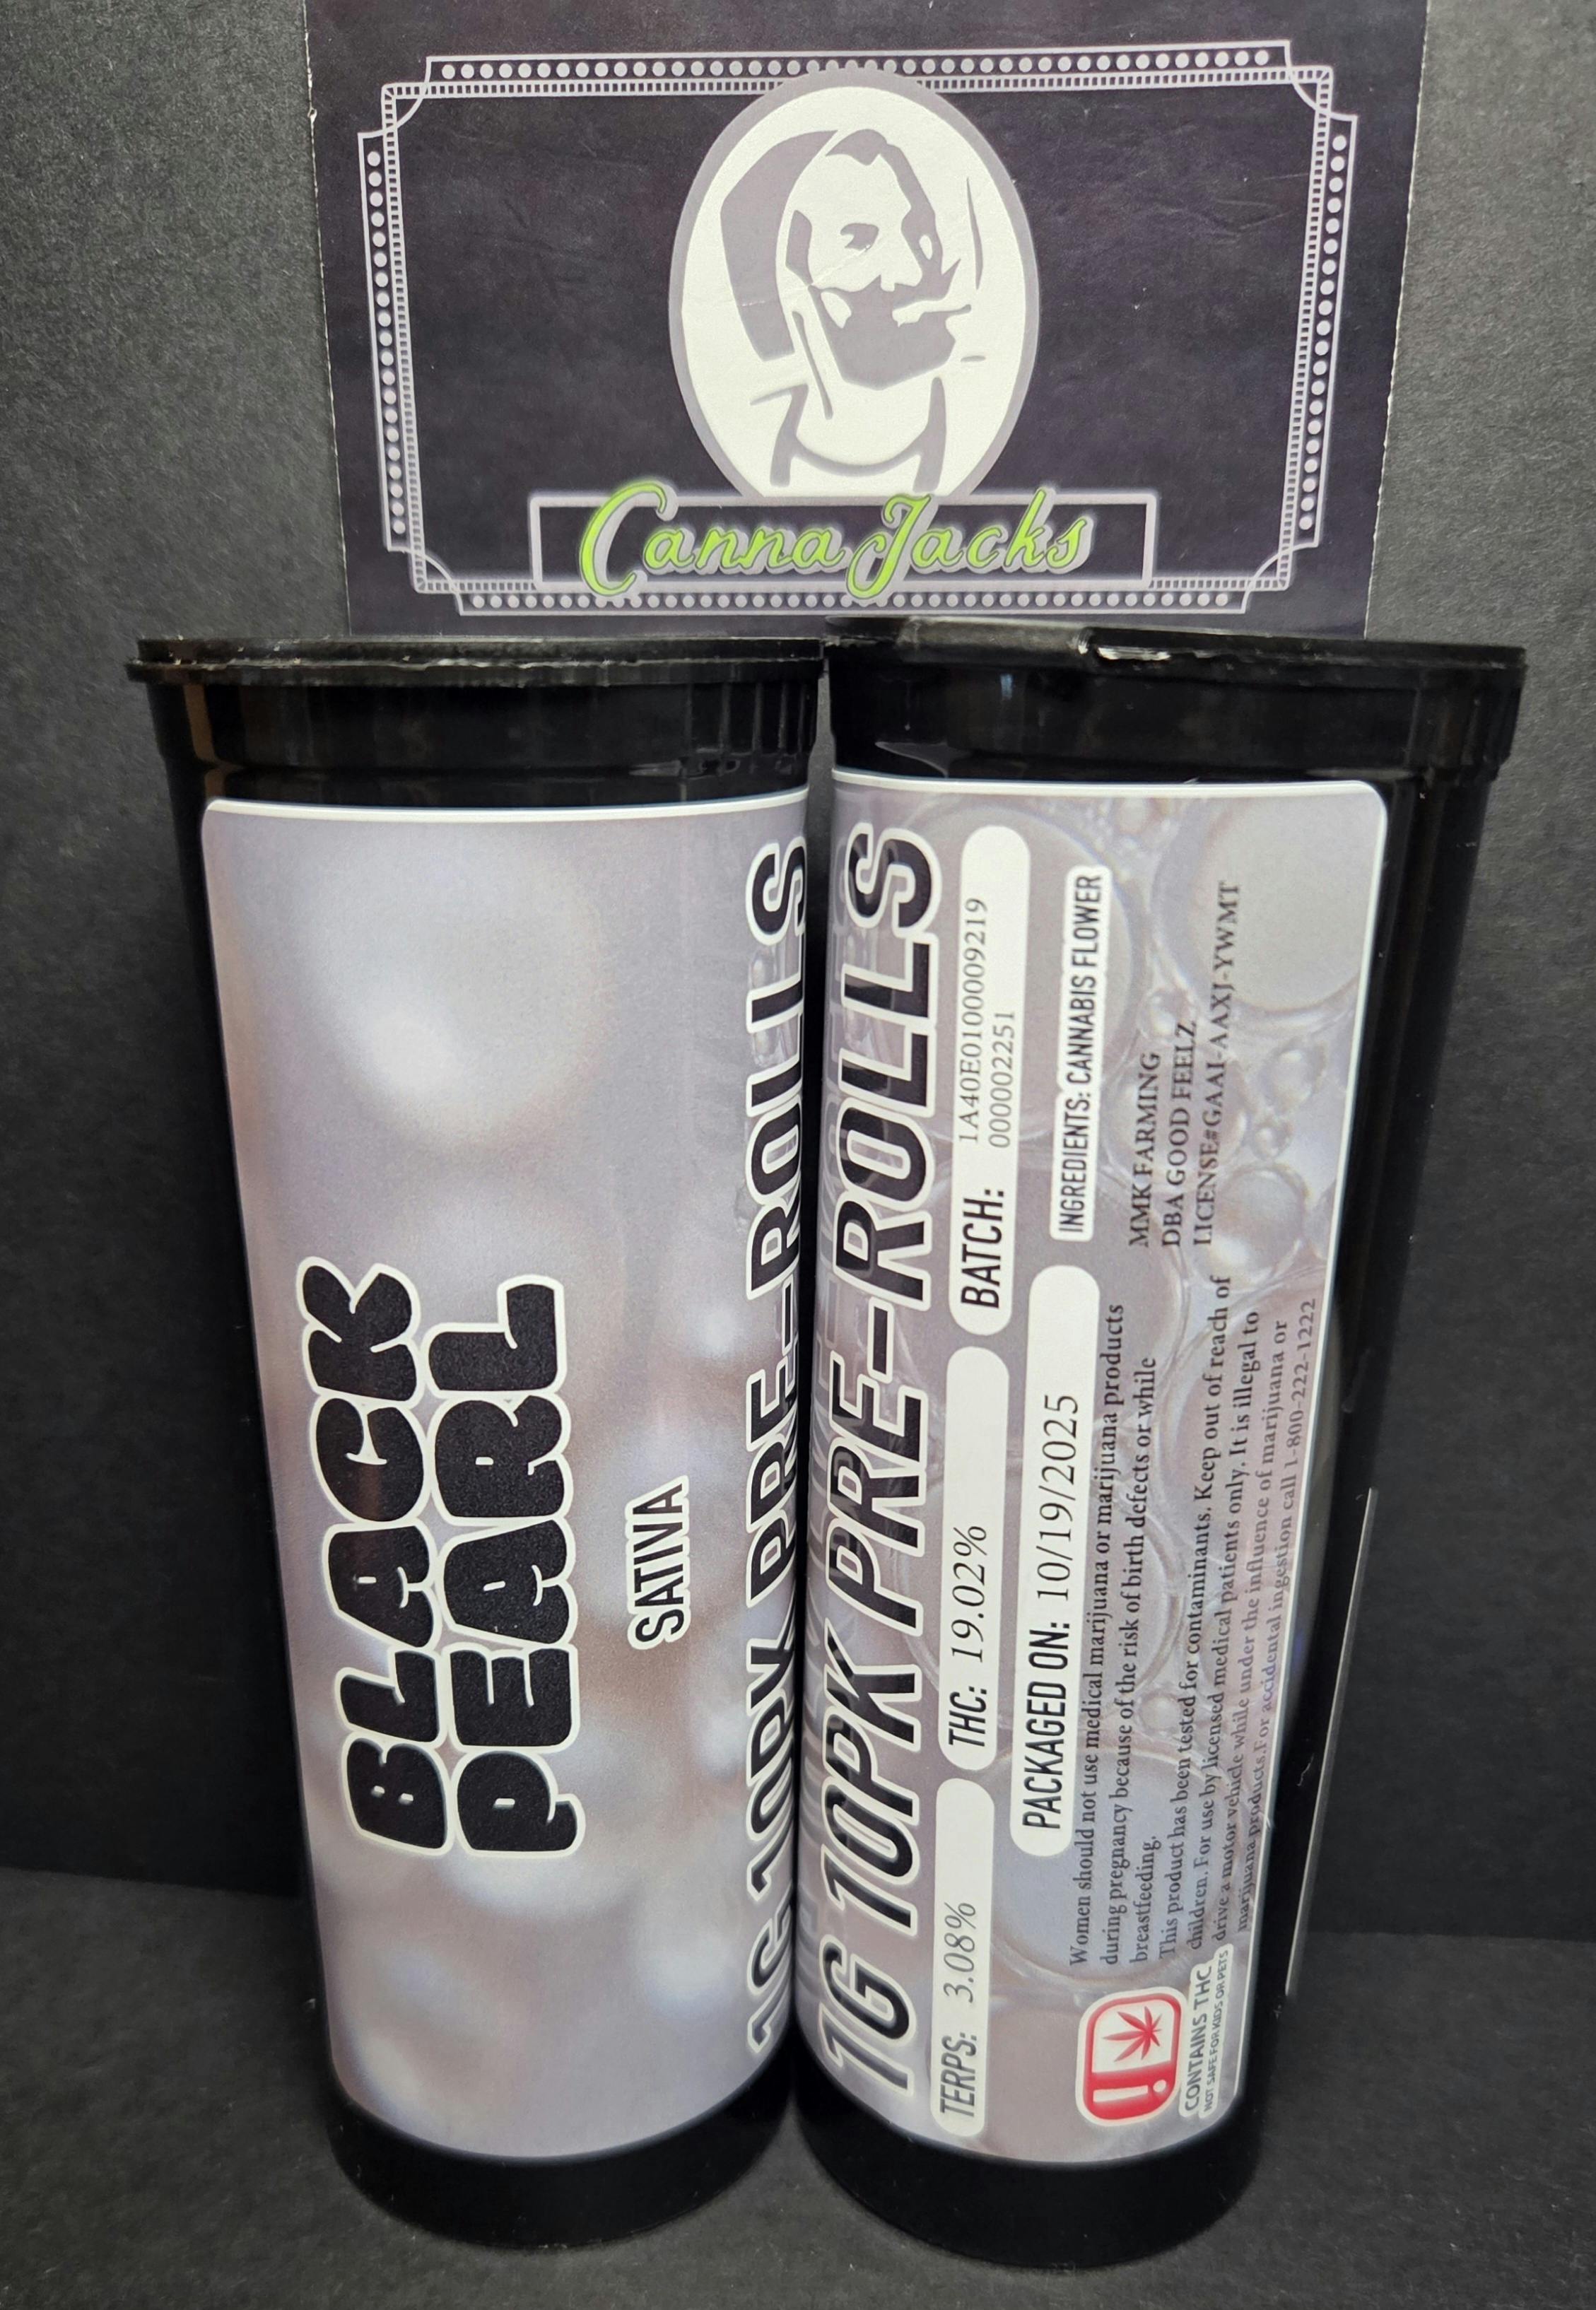 Canna Jacks
BLACK
PEARL
SATIVA
1G 10PK PRE-ROLLS
1G 10PK PRE-ROLLS
TERPS: 3.08%
THC: 19.02%
BATCH: 1A40E0100009219
000002251
PACKAGED ON: 10/19/2025
INGREDIENTS: CANNABIS FLOWER
Women should not use medical marijuana or marijuana products
during pregnancy because of the risk of birth defects or while
breastfeeding.
This product has been tested for contaminants. Keep out of reach of
children. For use by licensed medical patients only. It is illegal to
drive a motor vehicle while under the influence of marijuana or
marijuana products.For accidental ingestion call 1-800-222-1222
MMK FARMING
DBA GOOD FEELZ
LICENSE#GAAI-AAXJ-YWMT
!
CONTAINS THC
NOT SAFE FOR KIDS OR PETS